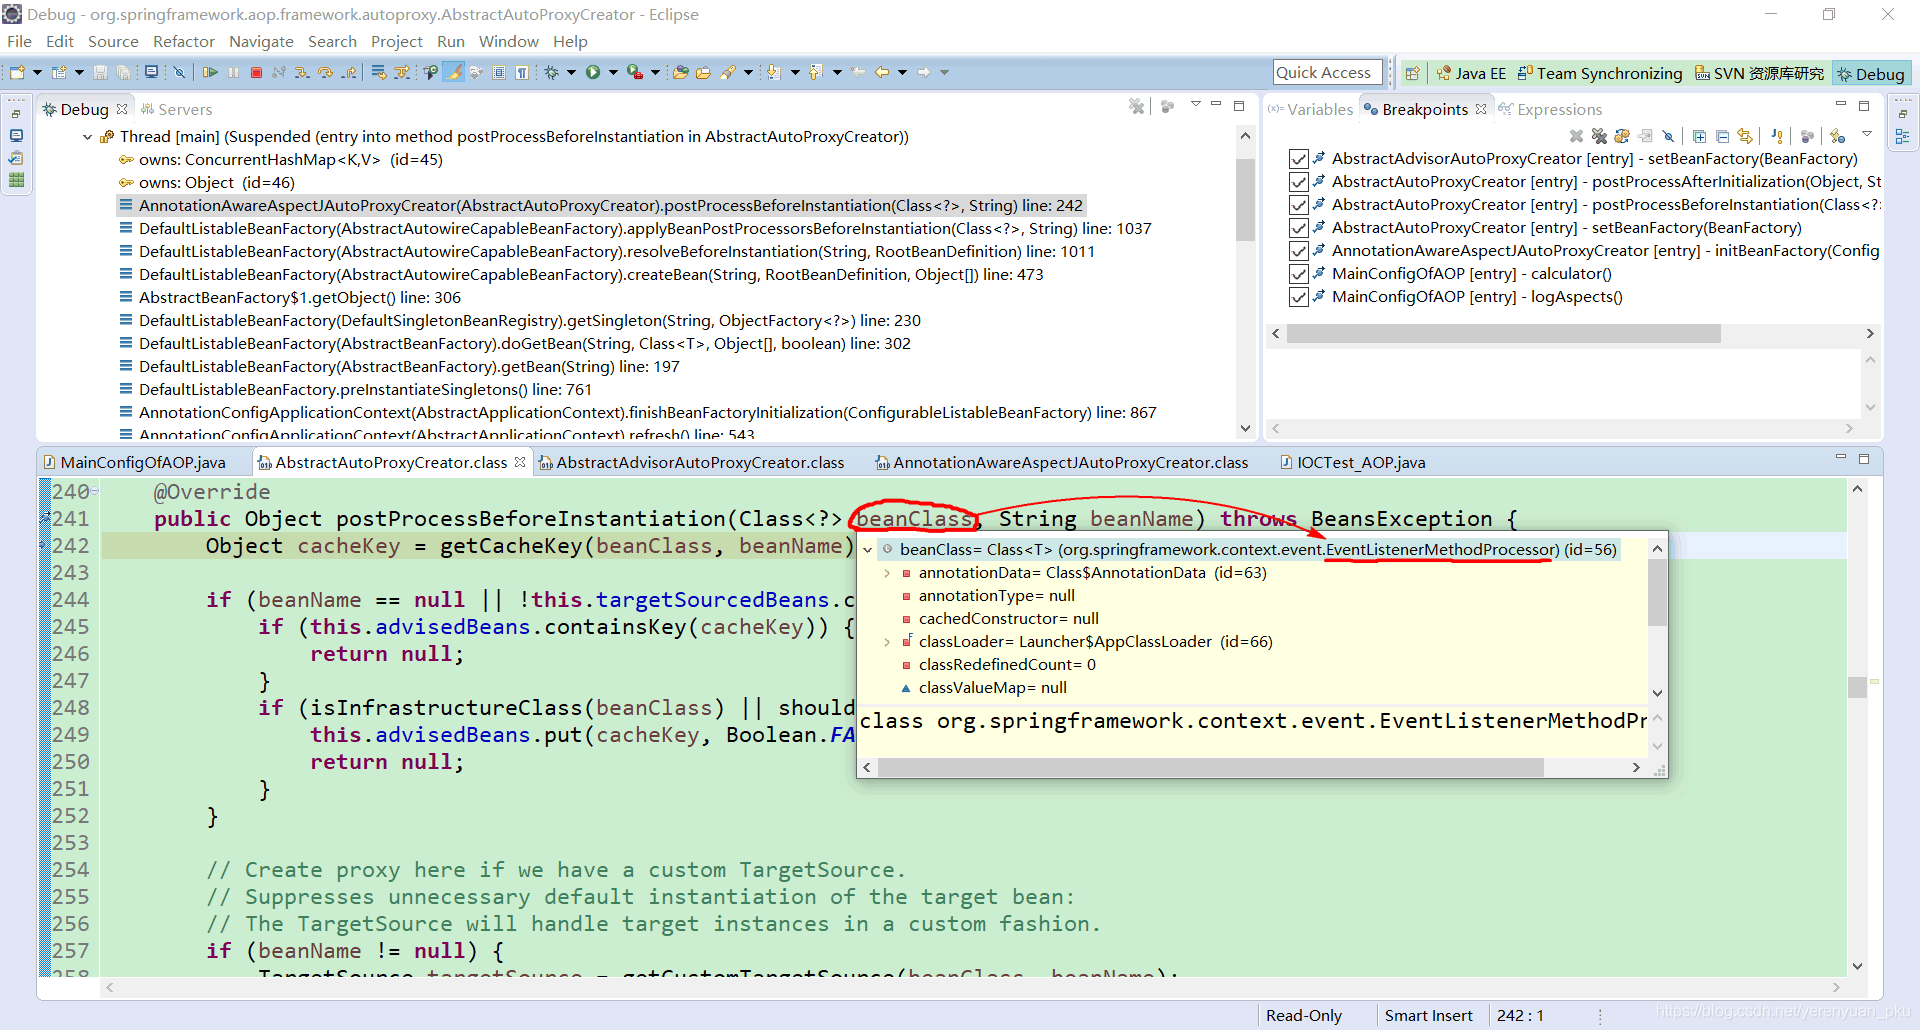 Debug - org.springframework.aop.framework.autoproxy.AbstractAutoProxyCreator - Eclipse
File Edit Source Refactor Navigate Search Project Run Window Help
Quick Access
Java EE Team Synchronizing SVN 资源库研究 Debug
Debug Servers
Thread [main] (Suspended (entry into method postProcessBeforeInstantiation in AbstractAutoProxyCreator))
owns: ConcurrentHashMap<K,V> (id=45)
owns: Object (id=46)
AnnotationAwareAspectJAutoProxyCreator(AbstractAutoProxyCreator).postProcessBeforeInstantiation(Class<?>, String) line: 242
DefaultListableBeanFactory(AbstractAutowireCapableBeanFactory).applyBeanPostProcessorsBeforeInstantiation(Class<?>, String) line: 1037
DefaultListableBeanFactory(AbstractAutowireCapableBeanFactory).resolveBeforeInstantiation(String, RootBeanDefinition) line: 1011
DefaultListableBeanFactory(AbstractAutowireCapableBeanFactory).createBean(String, RootBeanDefinition, Object[]) line: 473
AbstractBeanFactory$1.getObject() line: 306
DefaultListableBeanFactory(DefaultSingletonBeanRegistry).getSingleton(String, ObjectFactory<?>) line: 230
DefaultListableBeanFactory(AbstractBeanFactory).doGetBean(String, Class<T>, Object[], boolean) line: 302
DefaultListableBeanFactory(AbstractBeanFactory).getBean(String) line: 197
DefaultListableBeanFactory.preInstantiateSingletons() line: 761
AnnotationConfigApplicationContext(AbstractApplicationContext).finishBeanFactoryInitialization(ConfigurableListableBeanFactory) line: 867
AnnotationConfigApplicationContext(AbstractApplicationContext).refresh() line: 543
(x)= Variables Breakpoints Expressions
AbstractAdvisorAutoProxyCreator [entry] - setBeanFactory(BeanFactory)
AbstractAutoProxyCreator [entry] - postProcessAfterInitialization(Object, St
AbstractAutoProxyCreator [entry] - postProcessBeforeInstantiation(Class<?
AbstractAutoProxyCreator [entry] - setBeanFactory(BeanFactory)
AnnotationAwareAspectJAutoProxyCreator [entry] - initBeanFactory(Config
MainConfigOfAOP [entry] - calculator()
MainConfigOfAOP [entry] - logAspects()
MainConfigOfAOP.java AbstractAutoProxyCreator.class AbstractAdvisorAutoProxyCreator.class AnnotationAwareAspectJAutoProxyCreator.class IOCTest_AOP.java
240 @Override
241 public Object postProcessBeforeInstantiation(Class<?> beanClass, String beanName) throws BeansException {
242 Object cacheKey = getCacheKey(beanClass, beanName)
243
244 if (beanName == null || !this.targetSourcedBeans.c
245 if (this.advisedBeans.containsKey(cacheKey)) {
246 return null;
247 }
248 if (isInfrastructureClass(beanClass) || should
249 this.advisedBeans.put(cacheKey, Boolean.FA
250 return null;
251 }
252 }
253
254 // Create proxy here if we have a custom TargetSource.
255 // Suppresses unnecessary default instantiation of the target bean:
256 // The TargetSource will handle target instances in a custom fashion.
257 if (beanName != null) {
258 TargetSource targetSource = getCustomTargetSource(beanClass, beanName);
beanClass= Class<T> (org.springframework.context.event.EventListenerMethodProcessor) (id=56)
annotationData= Class$AnnotationData (id=63)
annotationType= null
cachedConstructor= null
classLoader= Launcher$AppClassLoader (id=66)
classRedefinedCount= 0
classValueMap= null
class org.springframework.context.event.EventListenerMethodPr
Read-Only Smart Insert 242 : 1
https://blog.csdn.net/yerenyuan_pku